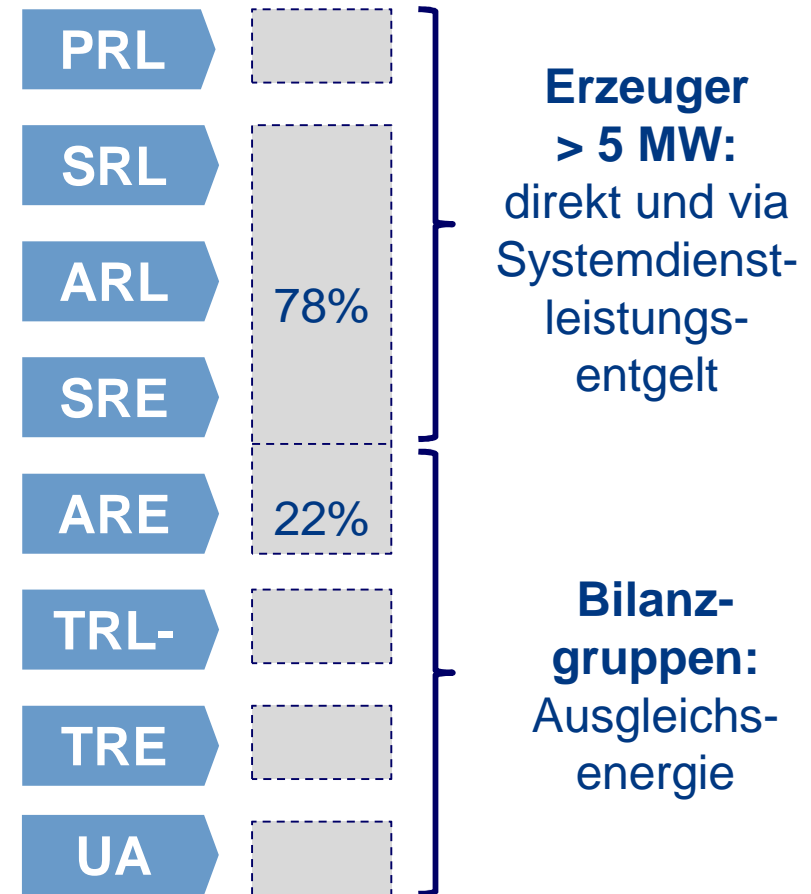 PRL
SRL
ARL
SRE
ARE
TRL-
TRE
UA
78%
22%
Erzeuger
> 5 MW:
direkt und via
Systemdienst-
leistungs-
entgelt
Bilanz-
gruppen:
Ausgleichs-
energie